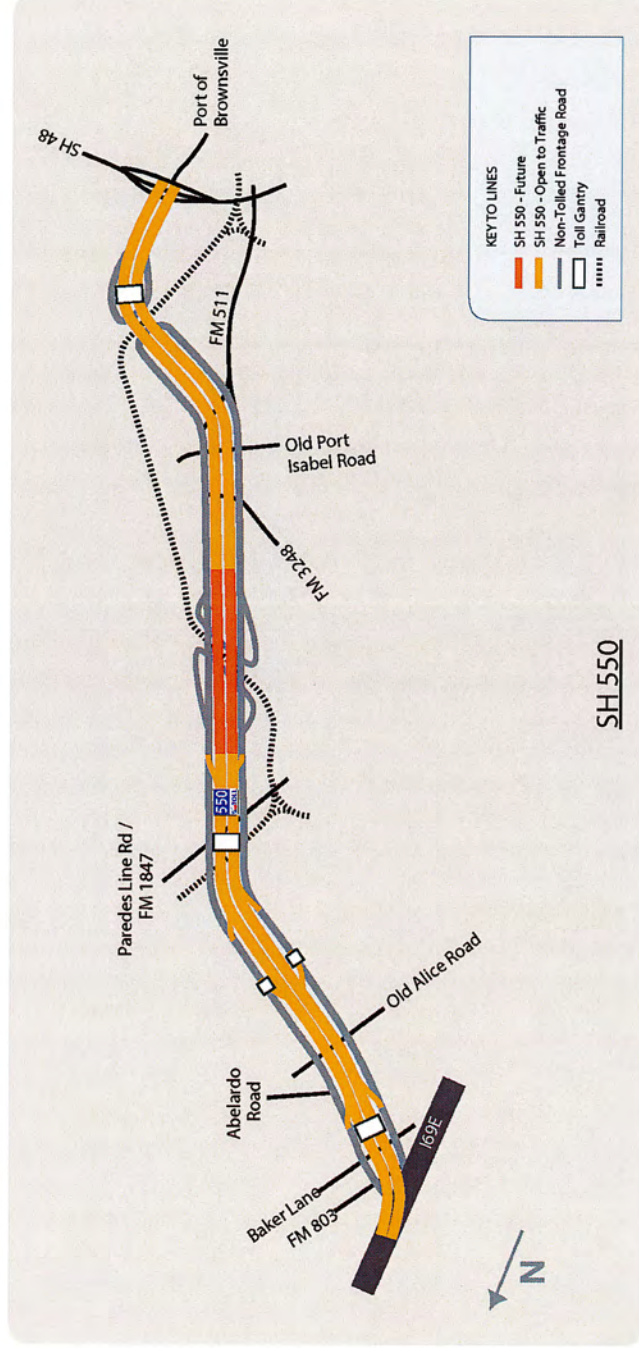 SH 48
Port of
Brownsville
FM 511
Old Port
Isabel Road
FM 3248
Paredes Line Rd /
FM 1847
550
TOLL
Old Alice Road
Abelardo
Road
Baker Lane
FM 803
I69E
N
KEY TO LINES
SH 550 - Future
SH 550 - Open to Traffic
Non-Tolled Frontage Road
Toll Gantry
Railroad
SH 550